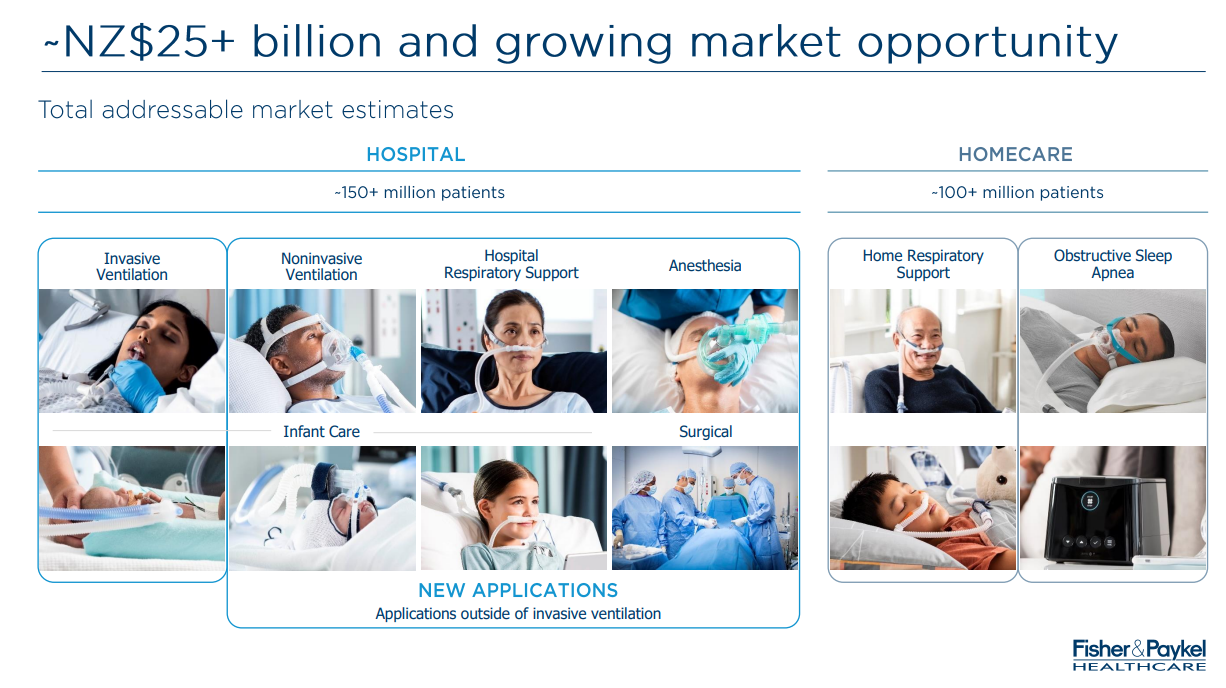 ~NZ$25+ billion and growing market opportunity
Total addressable market estimates
HOSPITAL
~150+ million patients
HOMECARE
~100+ million patients
Invasive
Ventilation
Noninvasive
Ventilation
Hospital
Respiratory Support
Anesthesia
Home Respiratory
Support
Obstructive Sleep
Apnea
Infant Care
Surgical
NEW APPLICATIONS
Applications outside of invasive ventilation
Fisher&Paykel
HEALTHCARE